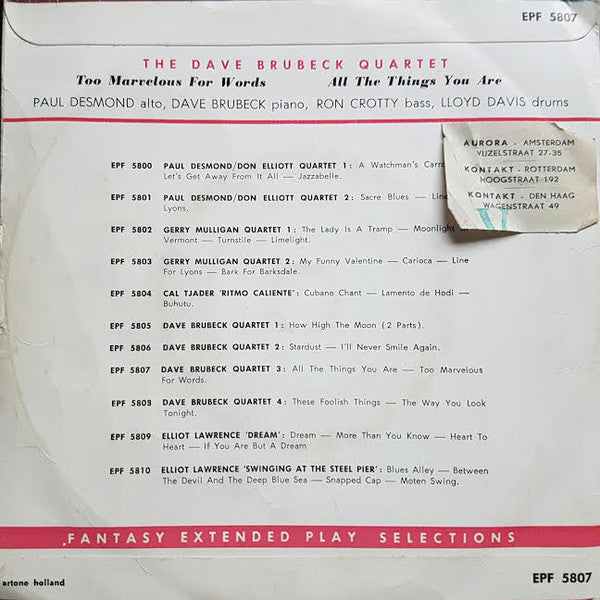 EPF 5807
THE DAVE BRUBECK QUARTET
Too Marvelous For Words All The Things You Are
PAUL DESMOND alto, DAVE BRUBECK piano, RON CROTTY bass, LLOYD DAVIS drums
AURORA - AMSTERDAM
VIJZELSTRAAT 27-35
KONTAKT - ROTTERDAM
HOOGSTRAAT 192
KONTAKT - DEN HAAG
WAGENSTRAAT 49
EPF 5800 PAUL DESMOND/DON ELLIOTT QUARTET 1: A Watchman's
Let's Get Away From It All — Jazzabelle.
EPF 5801 PAUL DESMOND/DON ELLIOTT QUARTET 2: Sacre Blues —
Lyons.
EPF 5802 GERRY MULLIGAN QUARTET 1: The Lady Is A Tramp — Moonlight
Vermont — Turnstile — Limelight.
EPF 5803 GERRY MULLIGAN QUARTET 2: My Funny Valentine — Carioca — Line
For Lyons — Bark For Barksdale.
EPF 5804 CAL TJADER 'RITMO CALIENTE': Cubano Chant — Lamento de Hodi —
Buhutu.
EPF 5805 DAVE BRUBECK QUARTET 1: How High The Moon (2 Parts).
EPF 5806 DAVE BRUBECK QUARTET 2: Stardust — I'll Never Smile Again.
EPF 5807 DAVE BRUBECK QUARTET 3: All The Things You Are — Too Marvelous
For Words.
EPF 5808 DAVE BRUBECK QUARTET 4: These Foolish Things — The Way You Look
Tonight.
EPF 5809 ELLIOT LAWRENCE 'DREAM': Dream — More Than You Know — Heart To
Heart — If You Are But A Dream
EPF 5810 ELLIOT LAWRENCE 'SWINGING AT THE STEEL PIER': Blues Alley — Between
The Devil And The Deep Blue Sea — Snapped Cap — Moten Swing.
FANTASY EXTENDED PLAY SELECTIONS
artone holland EPF 5807